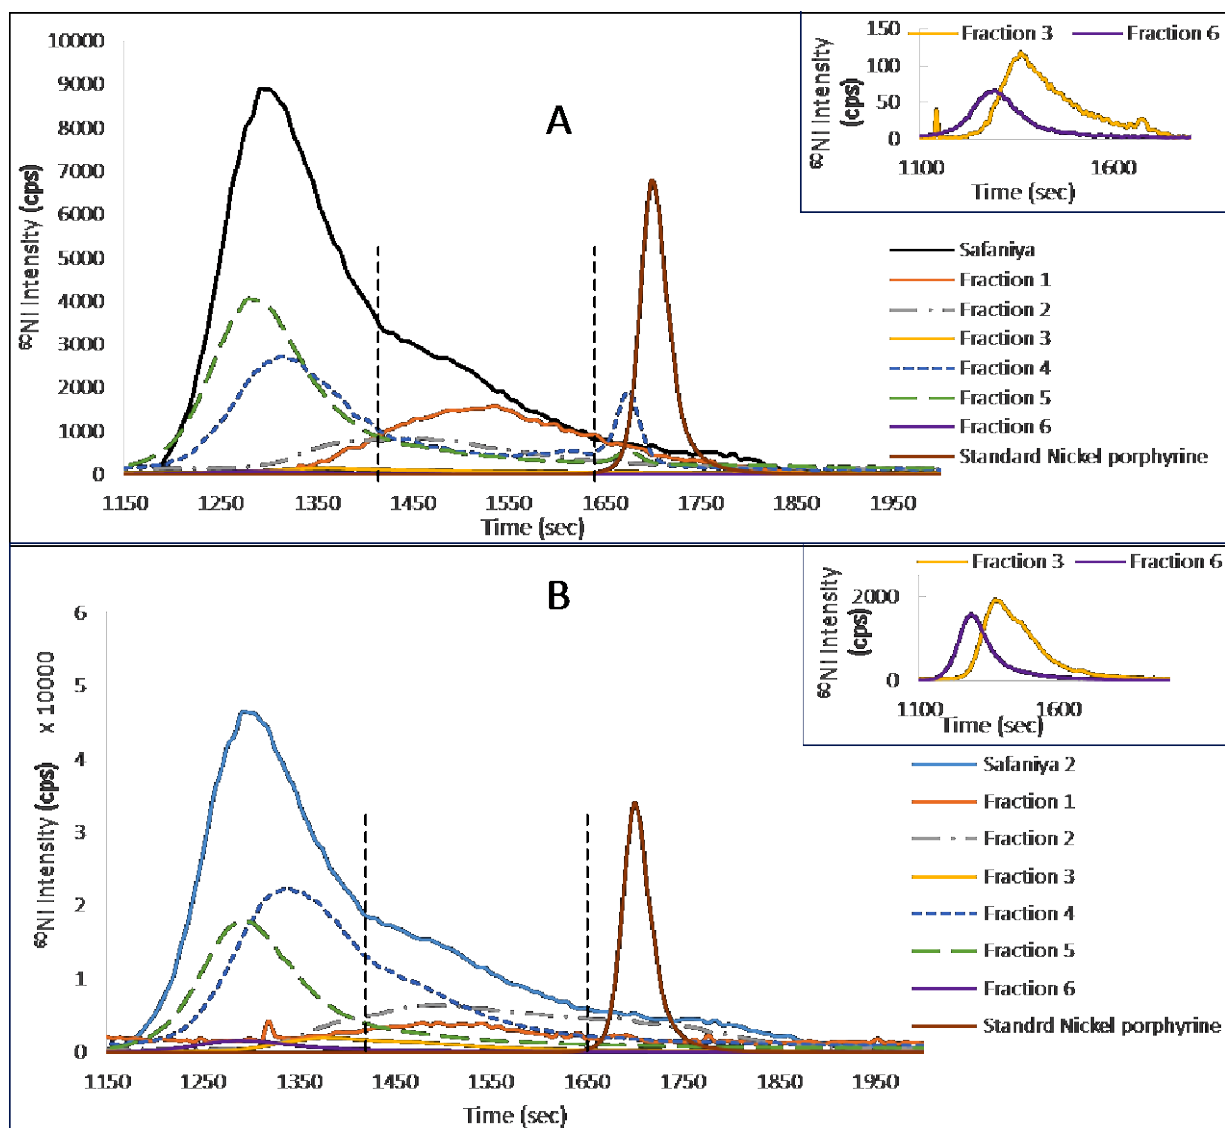 A
10000
9000
8000
7000
6000
5000
4000
3000
2000
1000
0
⁶⁰NI Intensity (cps)
1150 1250 1350 1450 1550 1650 1750 1850 1950
Time (sec)
Fraction 3 Fraction 6
150
100
50
0
⁶⁰NI Intensity (cps)
1100 1600
Time (sec)
Safaniya
Fraction 1
Fraction 2
Fraction 3
Fraction 4
Fraction 5
Fraction 6
Standard Nickel porphyrine
B
6
5
4
3
2
1
0
⁶⁰NI Intensity (cps) x 10000
1150 1250 1350 1450 1550 1650 1750 1850 1950
Time (sec)
Fraction 3 Fraction 6
2000
0
⁶⁰NI Intensity (cps)
1100 1600
Time (sec)
Safaniya 2
Fraction 1
Fraction 2
Fraction 3
Fraction 4
Fraction 5
Fraction 6
Standrd Nickel porphyrine